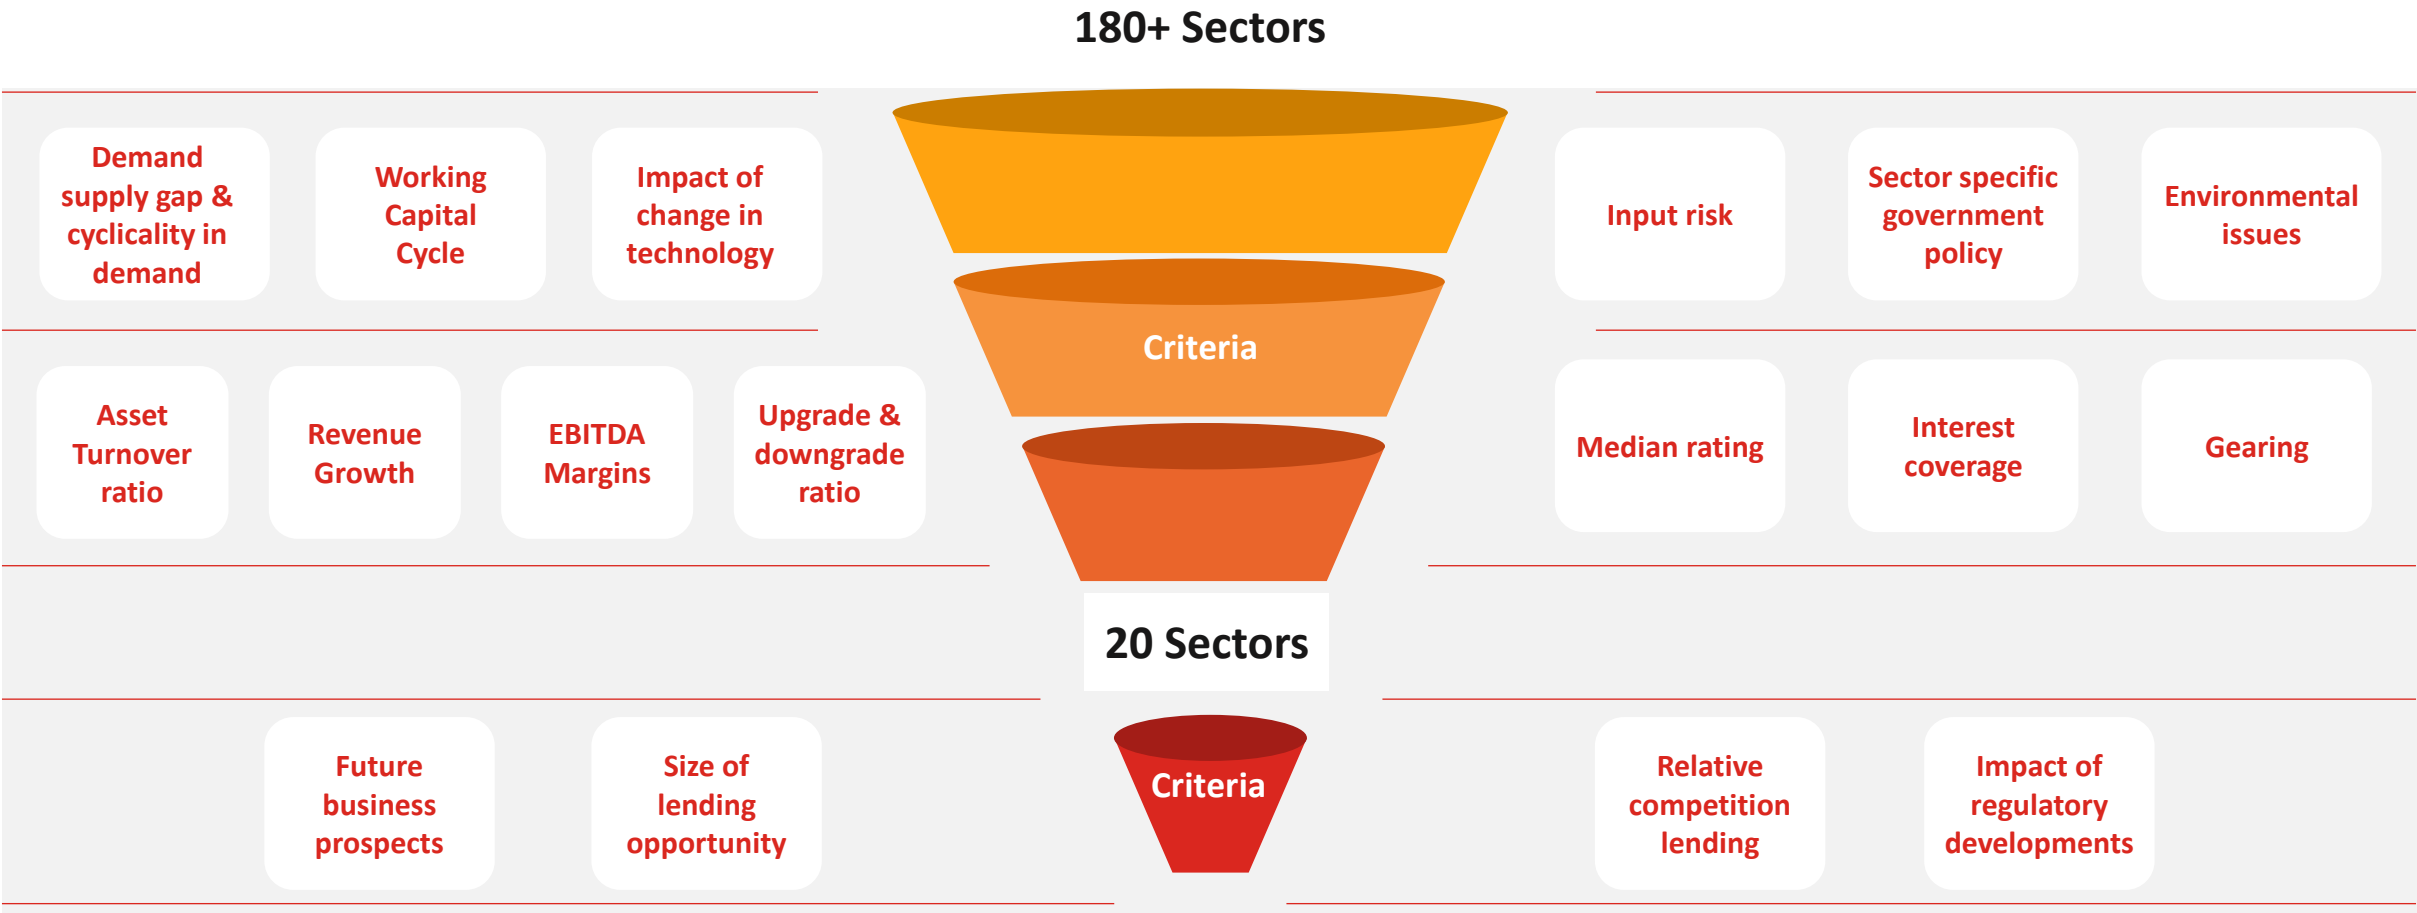 180+ Sectors
Demand
supply gap &
cyclicality in
demand
Working
Capital
Cycle
Impact of
change in
technology
Input risk
Sector specific
government
policy
Environmental
issues
Criteria
Asset
Turnover
ratio
Revenue
Growth
EBITDA
Margins
Upgrade &
downgrade
ratio
Median rating
Interest
coverage
Gearing
20 Sectors
Future
business
prospects
Size of
lending
opportunity
Criteria
Relative
competition
lending
Impact of
regulatory
developments